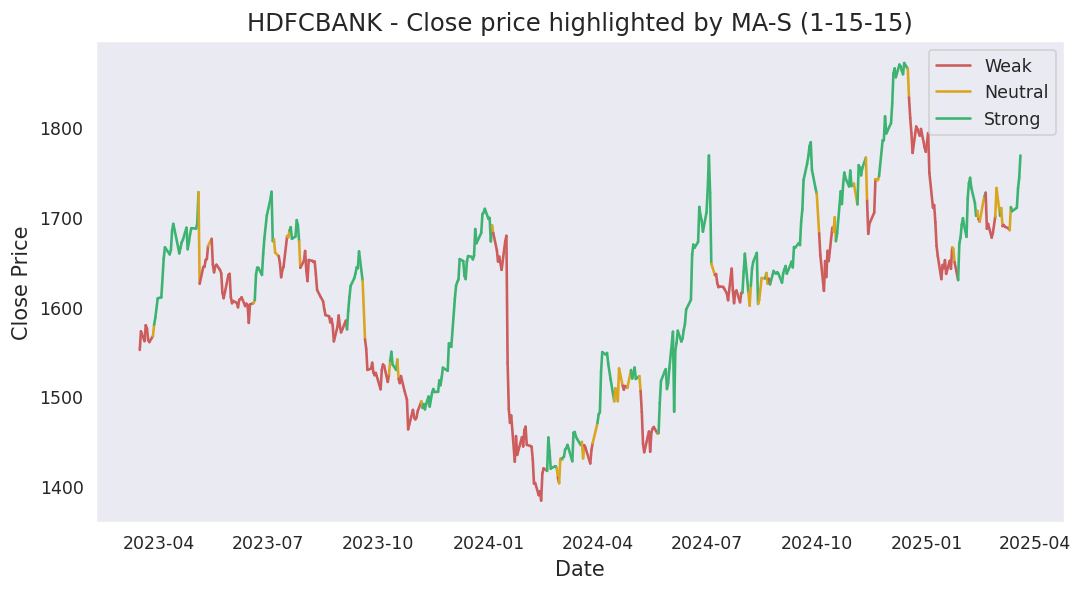 HDFCBANK - Close price highlighted by MA-S (1-15-15)
Weak
Neutral
Strong
Close Price
1800
1700
1600
1500
1400
2023-04 2023-07 2023-10 2024-01 2024-04 2024-07 2024-10 2025-01 2025-04
Date